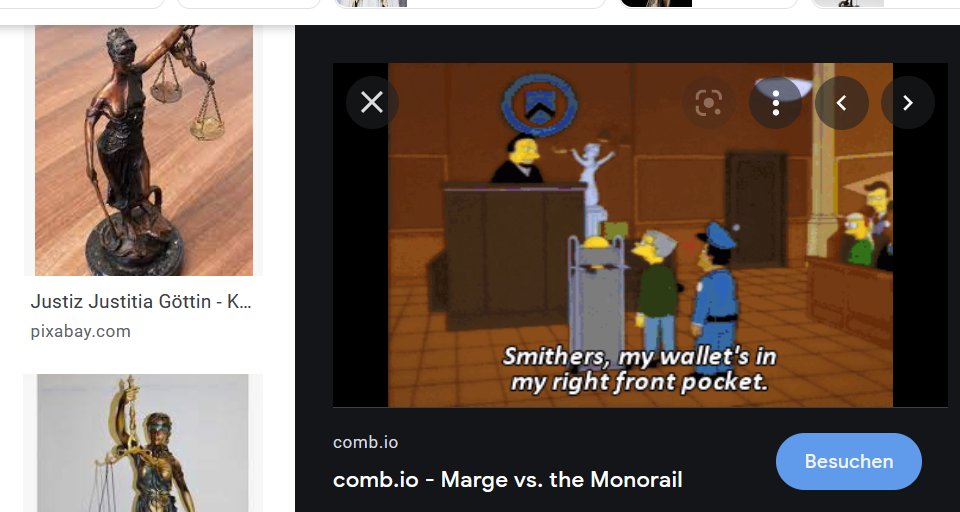 Justiz Justitia Göttin - K...
pixabay.com
Smithers, my wallet's in
my right front pocket.
comb.io
comb.io - Marge vs. the Monorail
Besuchen